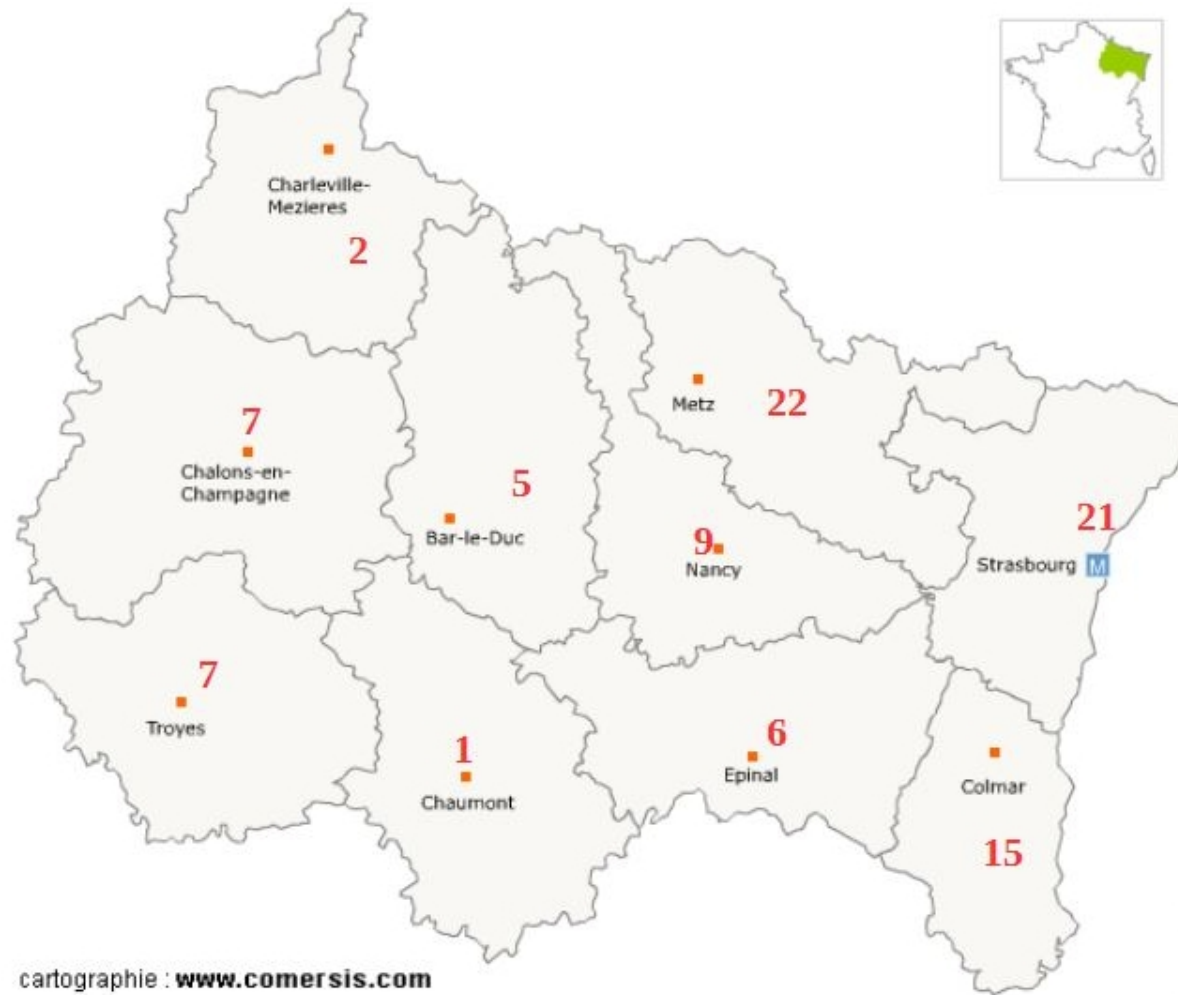 Charleville-
Mezieres
2
7
Chalons-en-
Champagne
5
Bar-le-Duc
Metz
22
9
Nancy
21
Strasbourg M
7
Troyes
1
Chaumont
6
Epinal
Colmar
15
cartographie : www.comersis.com